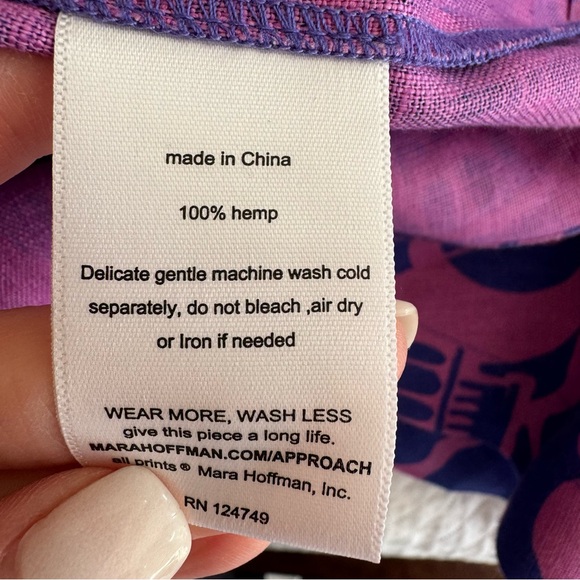 made in China
100% hemp
Delicate gentle machine wash cold
separately, do not bleach ,air dry
or Iron if needed
WEAR MORE, WASH LESS
give this piece a long life.
MARAHOFFMAN.COM/APPROACH
all prints ® Mara Hoffman, Inc.
RN 124749